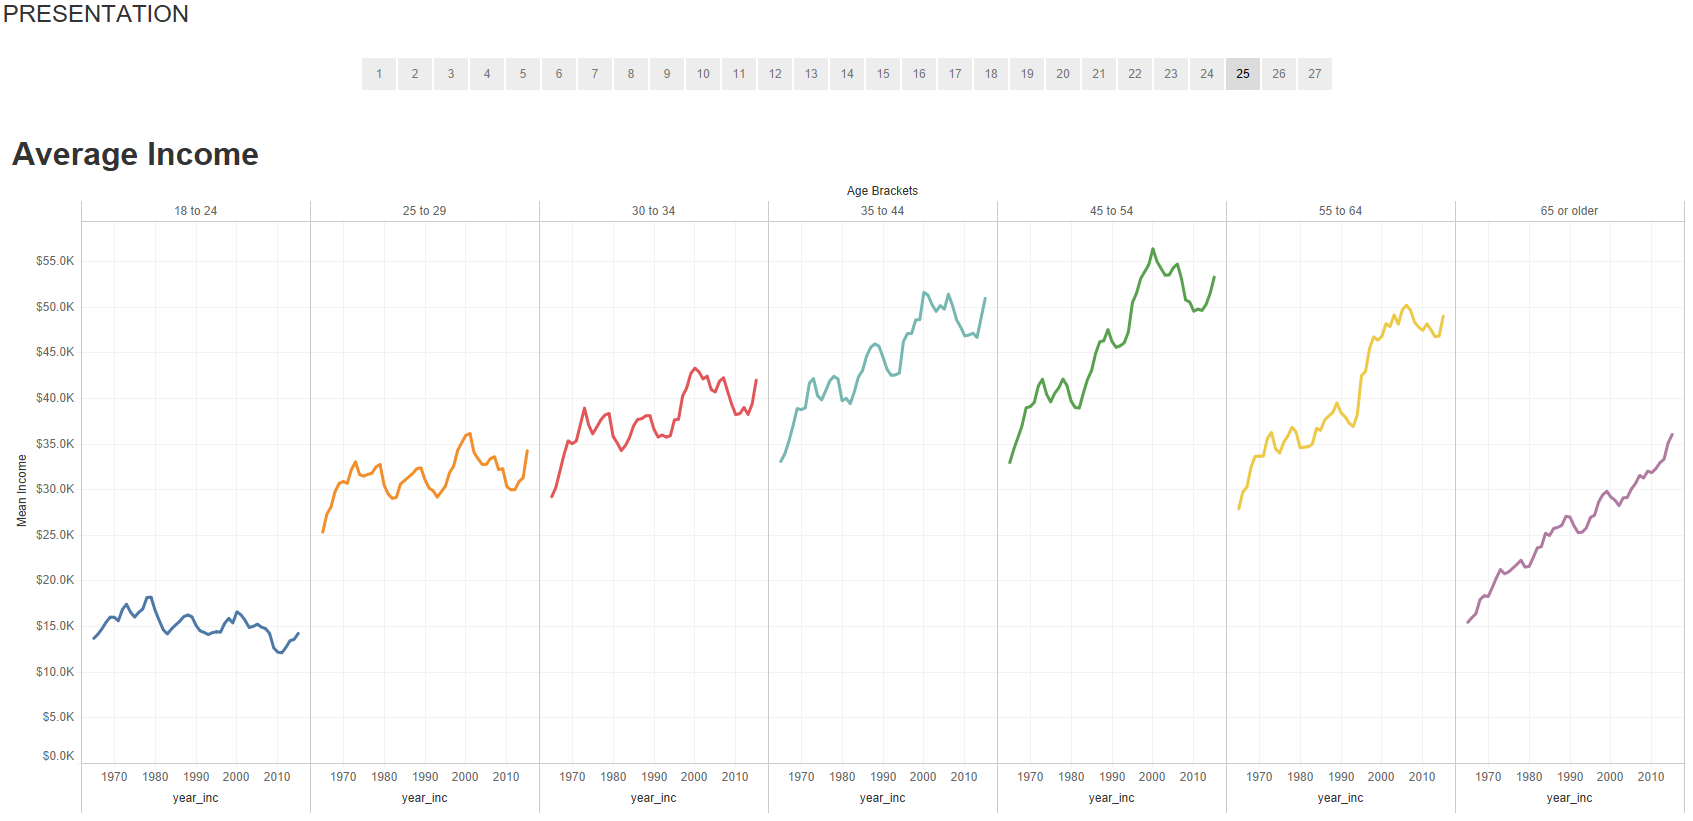 PRESENTATION
1 2 3 4 5 6 7 8 9 10 11 12 13 14 15 16 17 18 19 20 21 22 23 24 25 26 27
Average Income
Age Brackets
18 to 24 25 to 29 30 to 34 35 to 44 45 to 54 55 to 64 65 or older
Mean Income
$55.0K
$50.0K
$45.0K
$40.0K
$35.0K
$30.0K
$25.0K
$20.0K
$15.0K
$10.0K
$5.0K
$0.0K
1970 1980 1990 2000 2010 1970 1980 1990 2000 2010 1970 1980 1990 2000 2010 1970 1980 1990 2000 2010 1970 1980 1990 2000 2010 1970 1980 1990 2000 2010 1970 1980 1990 2000 2010
year_inc year_inc year_inc year_inc year_inc year_inc year_inc